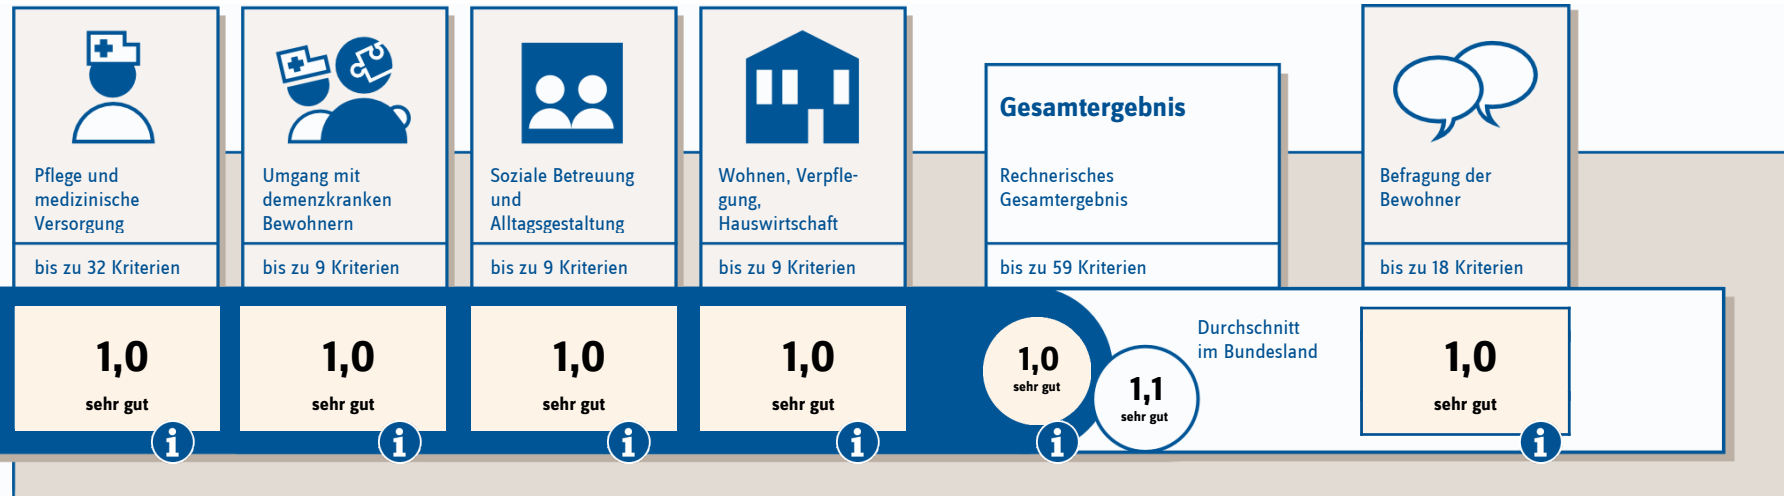 Pflege und
medizinische
Versorgung
bis zu 32 Kriterien
1,0
sehr gut
i
Umgang mit
demenzkranken
Bewohnern
bis zu 9 Kriterien
1,0
sehr gut
i
Soziale Betreuung
und
Alltagsgestaltung
bis zu 9 Kriterien
1,0
sehr gut
i
Wohnen, Verpfle-
gung,
Hauswirtschaft
bis zu 9 Kriterien
1,0
sehr gut
i
Gesamtergebnis
Rechnerisches
Gesamtergebnis
bis zu 59 Kriterien
1,0
sehr gut
i
1,1
sehr gut
Durchschnitt
im Bundesland
Befragung der
Bewohner
bis zu 18 Kriterien
1,0
sehr gut
i